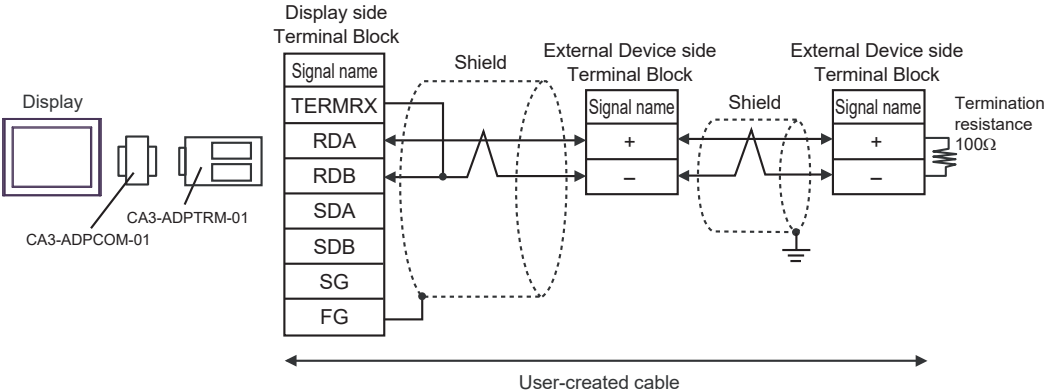 Display side
Terminal Block
Signal name
TERMRX
RDA
RDB
SDA
SDB
SG
FG
Shield
External Device side
Terminal Block
Signal name
+
–
Shield
External Device side
Terminal Block
Signal name
+
–
Termination
resistance
100Ω
Display
CA3-ADPTRM-01
CA3-ADPCOM-01
User-created cable